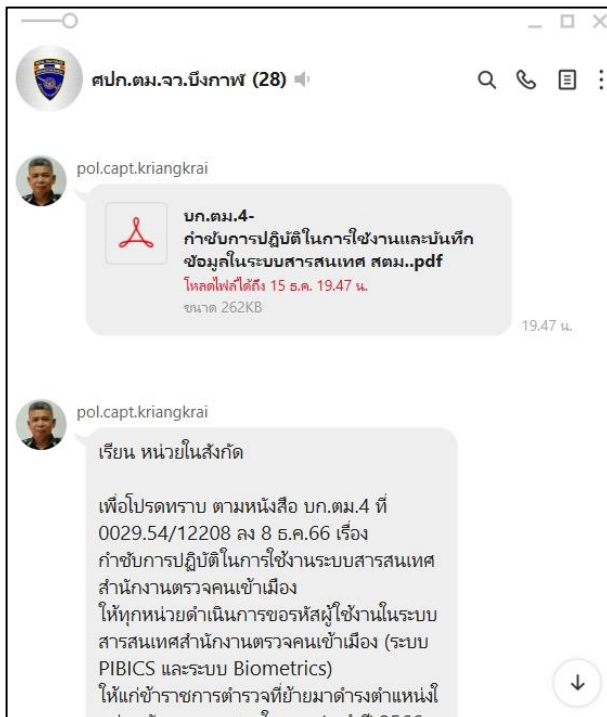 ศปก.ตม.จว.บึงกาฬ (28)
pol.capt.kriangkrai
บก.ตม.4-
กำชับการปฏิบัติในการใช้งานและบันทึก
ข้อมูลในระบบสารสนเทศ สตม..pdf
โหลดไฟล์ได้ถึง 15 ธ.ค. 19.47 น.
ขนาด 262KB
19.47 น.
pol.capt.kriangkrai
เรียน หน่วยในสังกัด
เพื่อโปรดทราบ ตามหนังสือ บก.ตม.4 ที่
0029.54/12208 ลง 8 ธ.ค.66 เรื่อง
กำชับการปฏิบัติในการใช้งานระบบสารสนเทศ
สำนักงานตรวจคนเข้าเมือง
ให้ทุกหน่วยดำเนินการขอรหัสผู้ใช้งานในระบบ
สารสนเทศสำนักงานตรวจคนเข้าเมือง (ระบบ
PIBICS และระบบ Biometrics)
ให้แก่ข้าราชการตำรวจที่ย้ายมาดำรงตำแหน่งใ